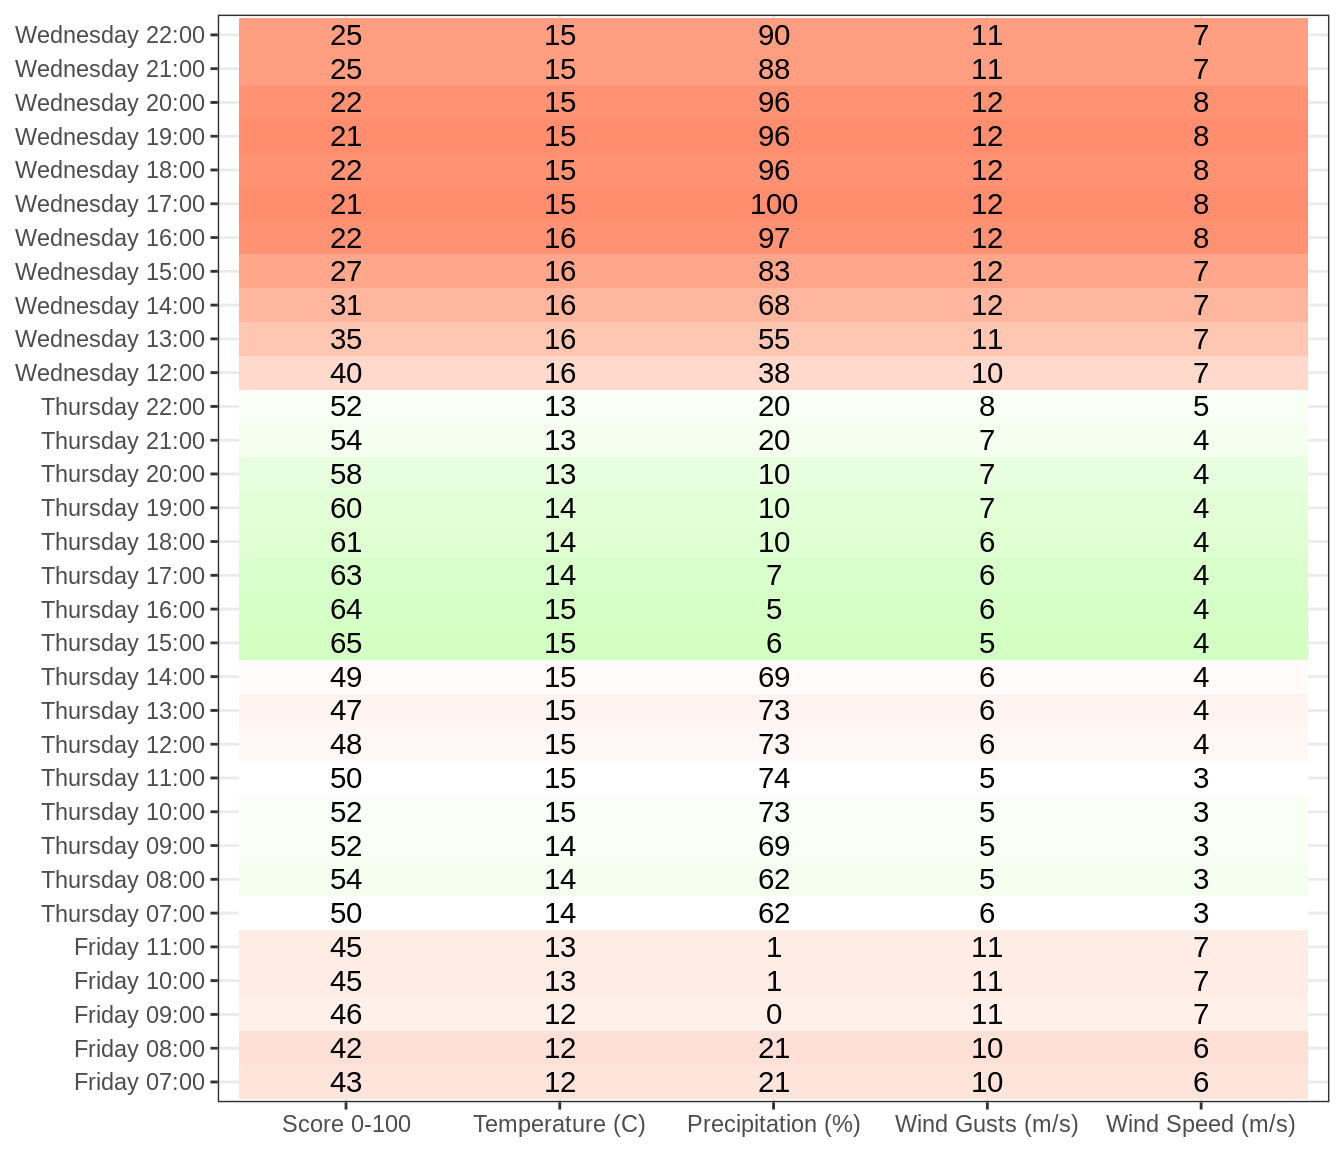 Wednesday 22:00 25 15 90 11 7
Wednesday 21:00 25 15 88 11 7
Wednesday 20:00 22 15 96 12 8
Wednesday 19:00 21 15 96 12 8
Wednesday 18:00 22 15 96 12 8
Wednesday 17:00 21 15 100 12 8
Wednesday 16:00 22 16 97 12 8
Wednesday 15:00 27 16 83 12 7
Wednesday 14:00 31 16 68 12 7
Wednesday 13:00 35 16 55 11 7
Wednesday 12:00 40 16 38 10 7
Thursday 22:00 52 13 20 8 5
Thursday 21:00 54 13 20 7 4
Thursday 20:00 58 13 10 7 4
Thursday 19:00 60 14 10 7 4
Thursday 18:00 61 14 10 6 4
Thursday 17:00 63 14 7 6 4
Thursday 16:00 64 15 5 6 4
Thursday 15:00 65 15 6 5 4
Thursday 14:00 49 15 69 6 4
Thursday 13:00 47 15 73 6 4
Thursday 12:00 48 15 73 6 4
Thursday 11:00 50 15 74 5 3
Thursday 10:00 52 15 73 5 3
Thursday 09:00 52 14 69 5 3
Thursday 08:00 54 14 62 5 3
Thursday 07:00 50 14 62 6 3
Friday 11:00 45 13 1 11 7
Friday 10:00 45 13 1 11 7
Friday 09:00 46 12 0 11 7
Friday 08:00 42 12 21 10 6
Friday 07:00 43 12 21 10 6
Score 0-100 Temperature (C) Precipitation (%) Wind Gusts (m/s) Wind Speed (m/s)